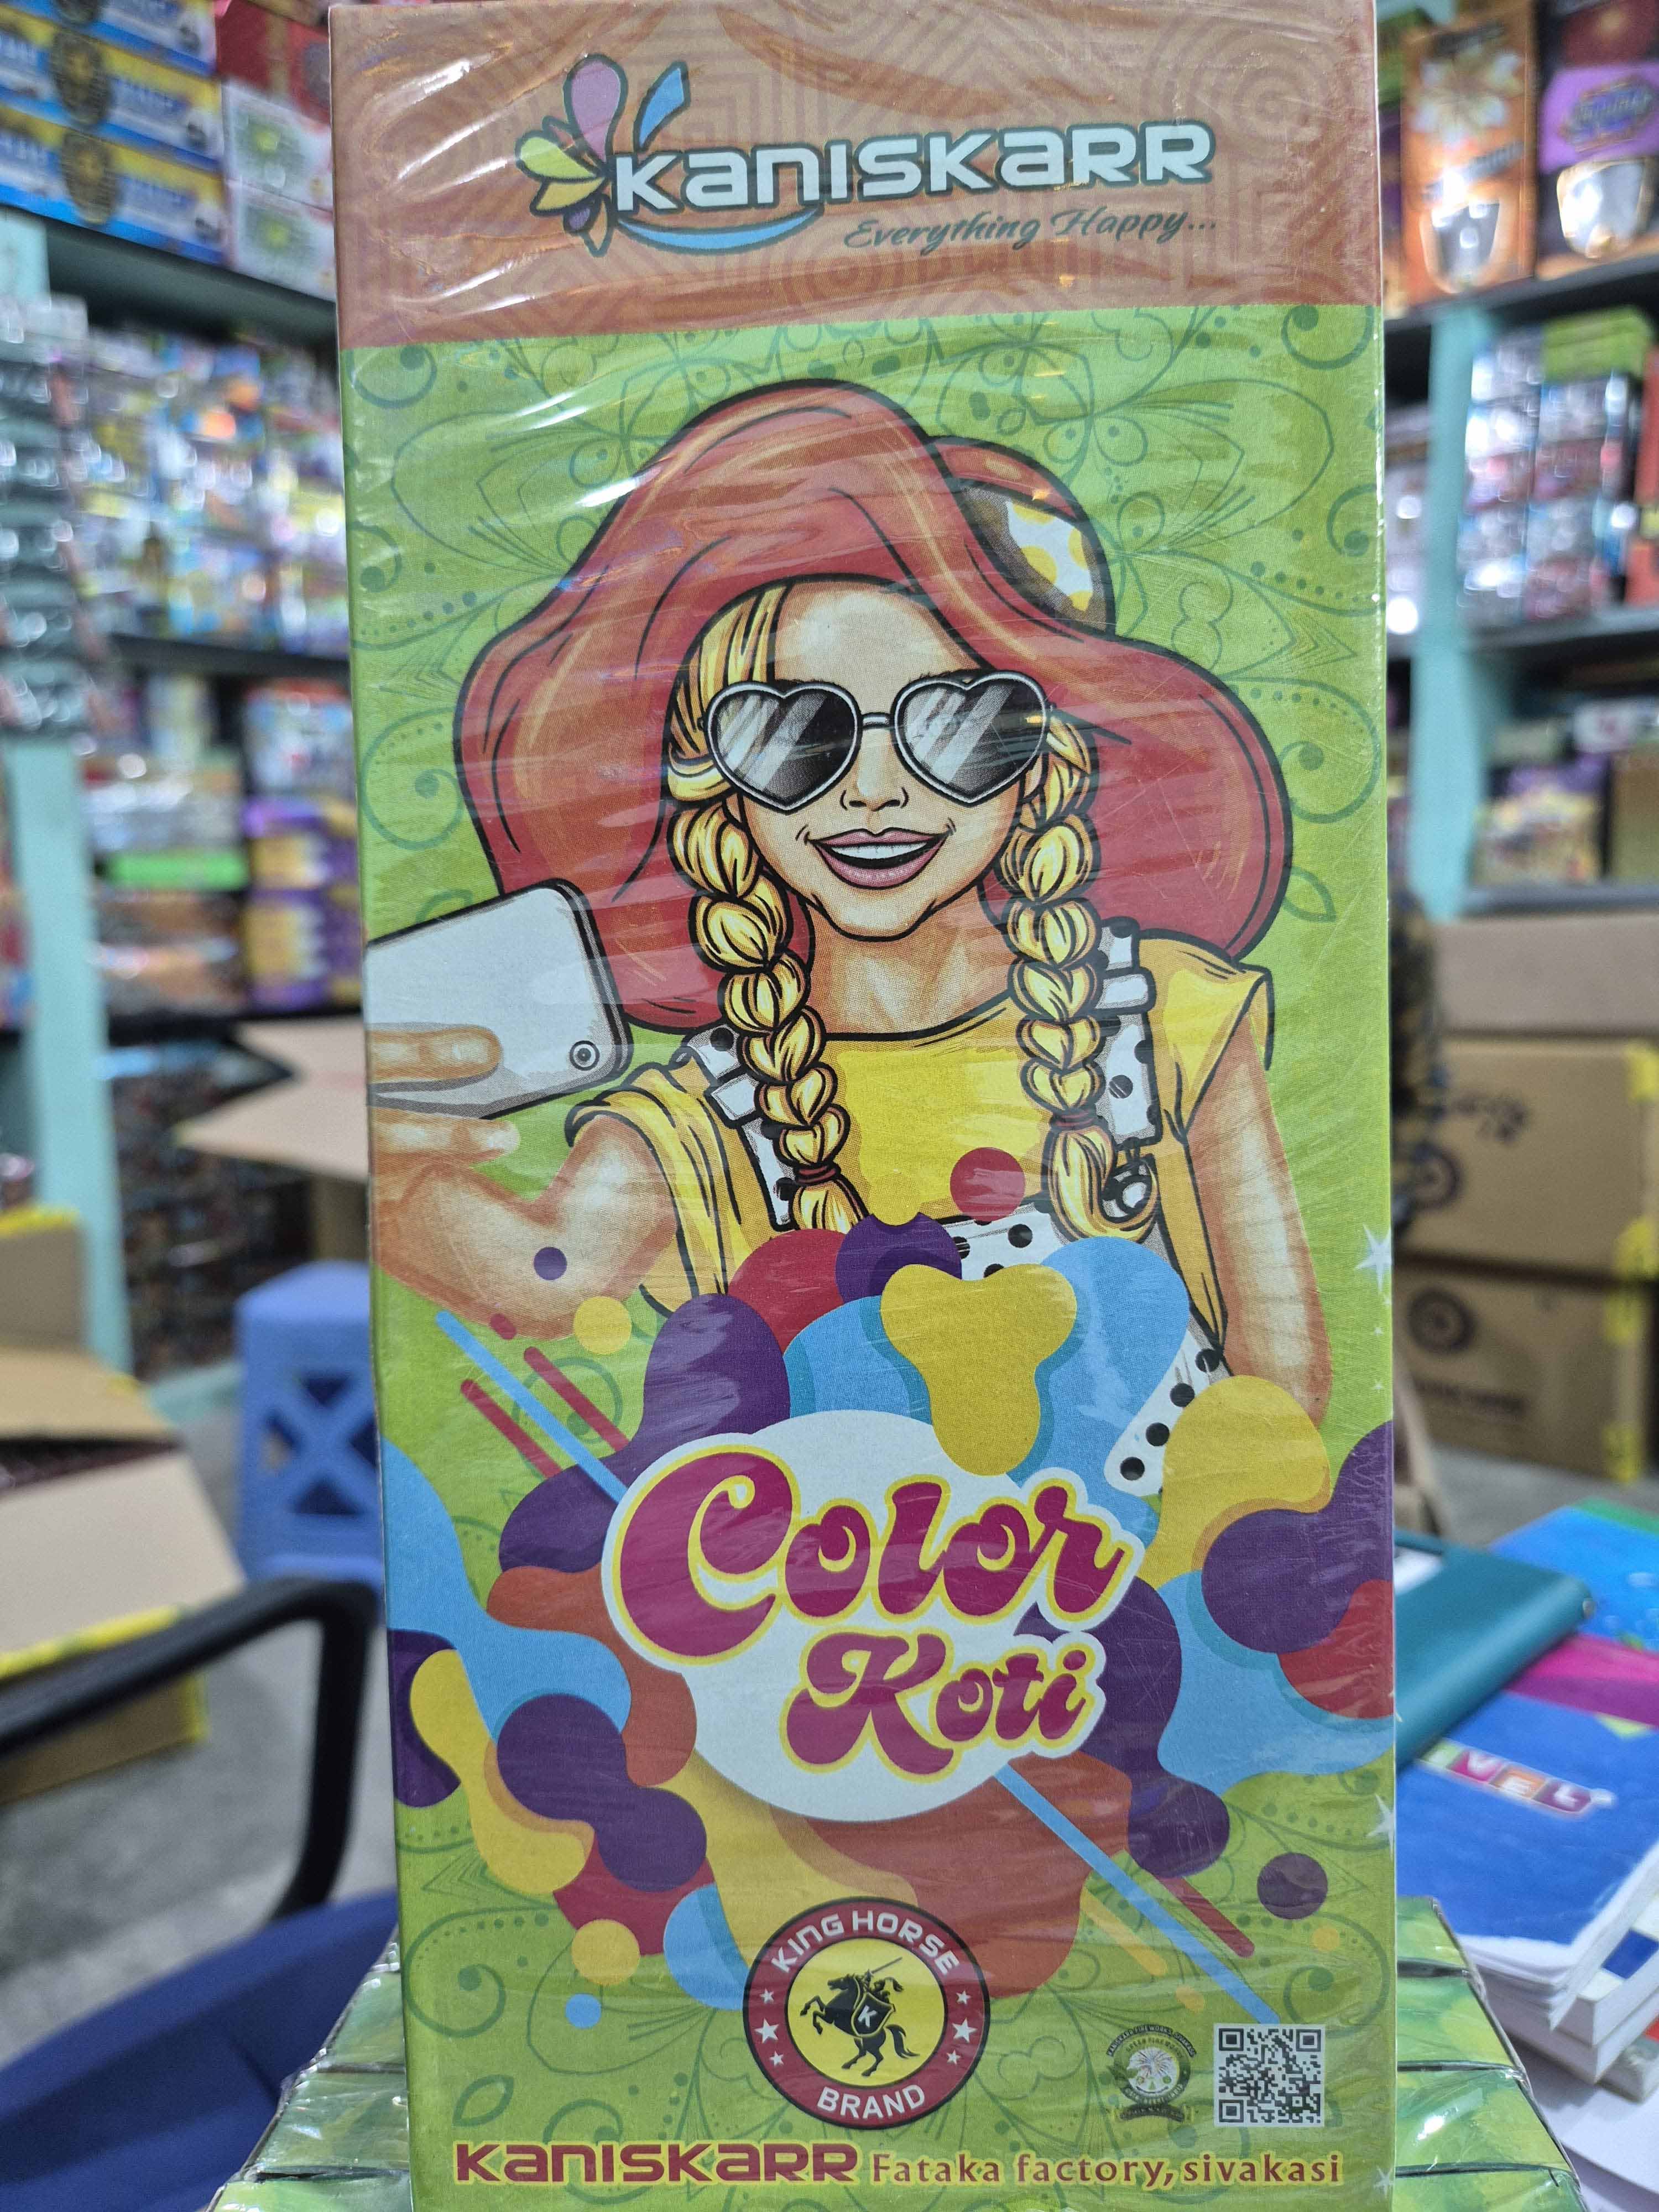 KANISKARR
Everything Happy...
Color
Koti
KING HORSE
K
BRAND
KANISKARR Fataka factory, sivakasi